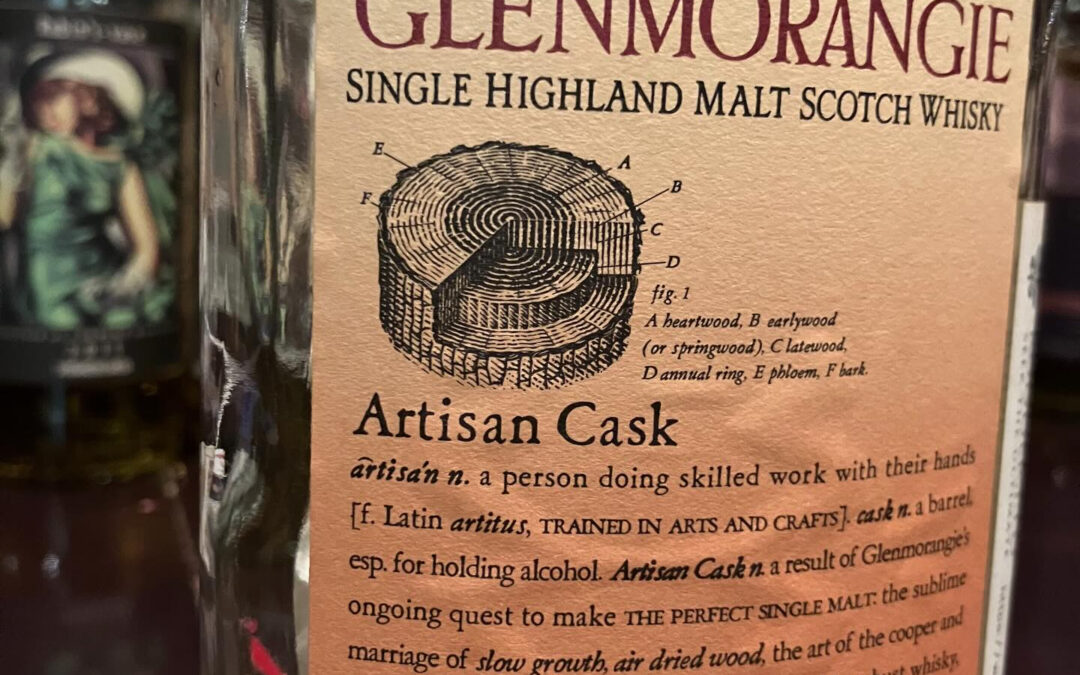 GLENMORANGIE
SINGLE HIGHLAND MALT SCOTCH WHISKY
E
A
F
B
C
D
fig. 1
A heartwood, B earlywood
(or springwood), C latewood,
D annual ring, E phloem, F bark.
Artisan Cask
ārtisa'n n. a person doing skilled work with their hands
[f. Latin artitus, TRAINED IN ARTS AND CRAFTS]. cask n. a barrel,
esp. for holding alcohol. Artisan Cask n. a result of Glenmorangie's
ongoing quest to make THE PERFECT SINGLE MALT: the sublime
marriage of slow growth, air dried wood, the art of the cooper and
whisky,